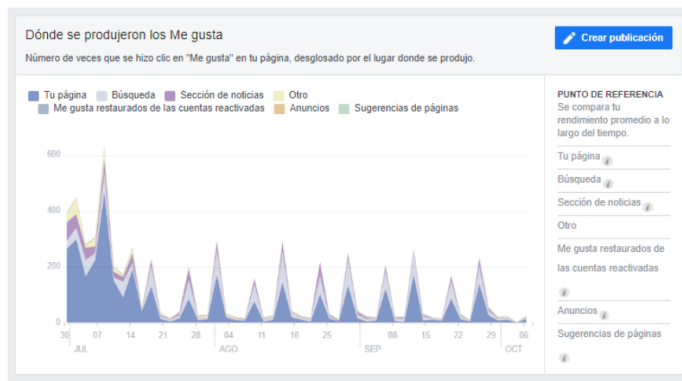 Dónde se produjeron los Me gusta
Crear publicación
Número de veces que se hizo clic en "Me gusta" en tu página, desglosado por el lugar donde se produjo.
Tu página Búsqueda Sección de noticias Otro
Me gusta restaurados de las cuentas reactivadas Anuncios Sugerencias de páginas
600
400
200
0
30 07 14 21 28 04 11 18 25 08 15 22 29 06
JUL AGO SEP OCT
PUNTO DE REFERENCIA
Se compara tu
rendimiento promedio a lo
largo del tiempo.
Tu página i
Búsqueda i
Sección de noticias i
Otro
Me gusta restaurados de
las cuentas reactivadas
i
Anuncios i
Sugerencias de páginas
i